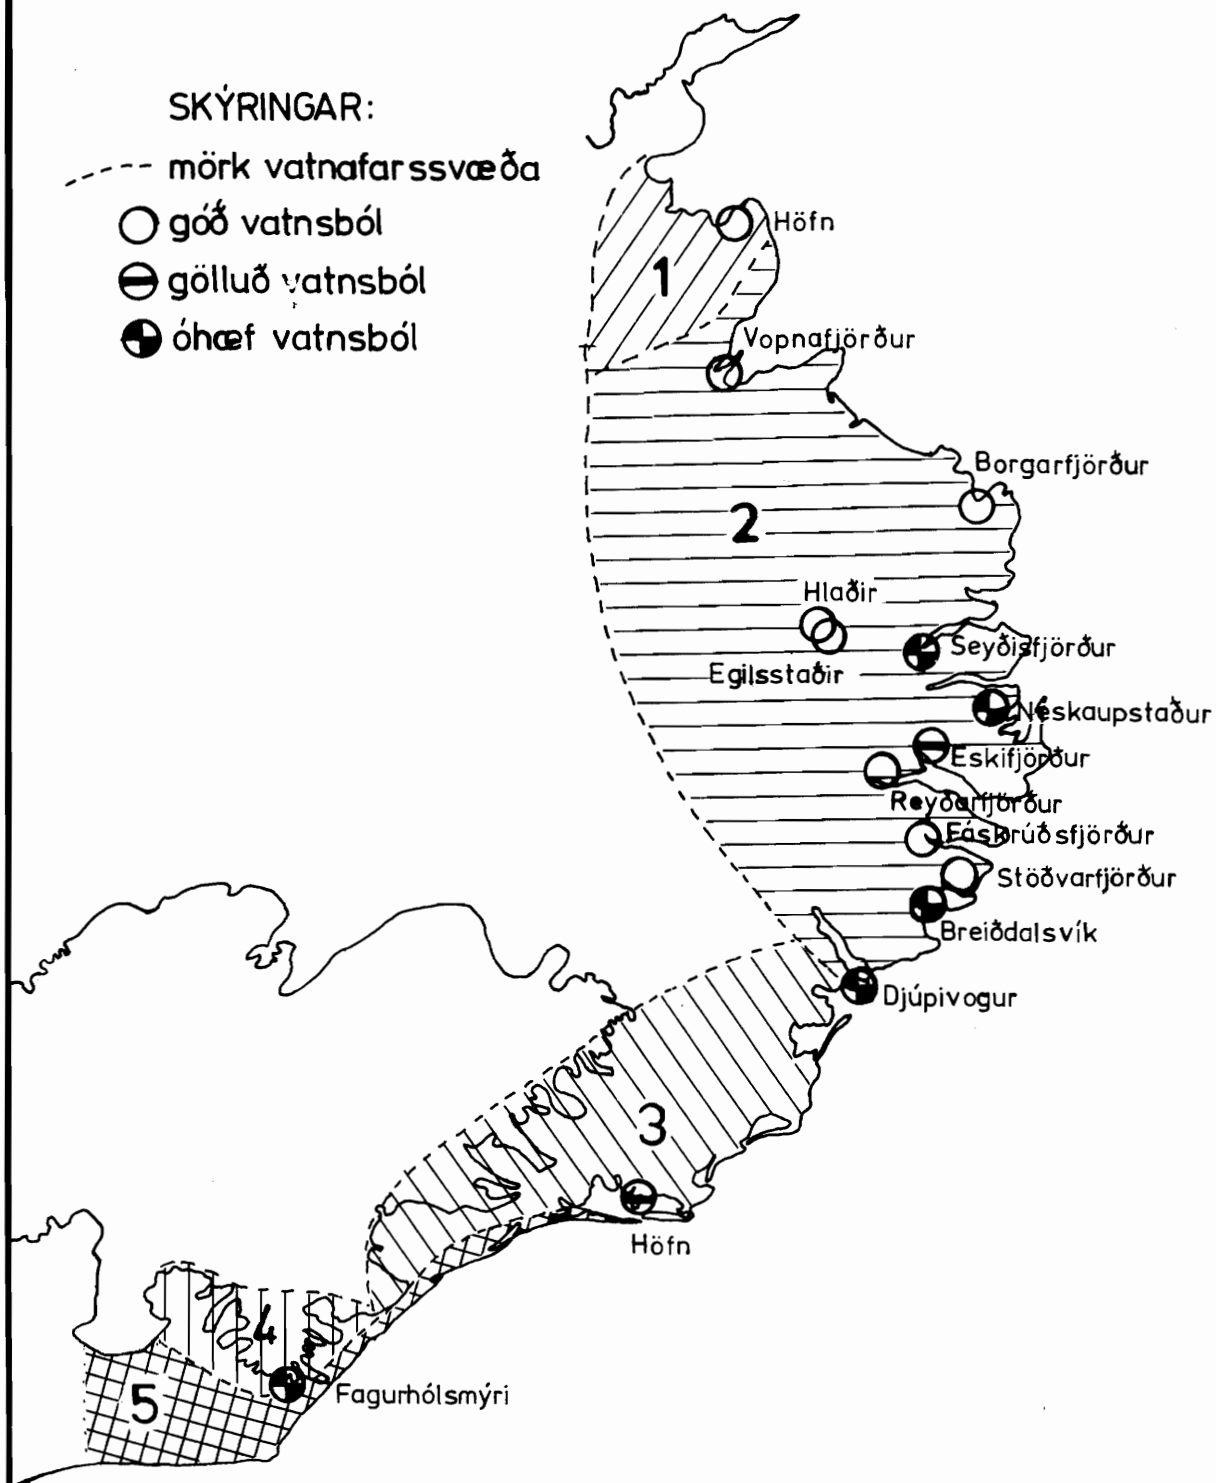 SKÝRINGAR:
mörk vatnafarssvæða
góð vatnsból
gölluð vatnsból
óhæf vatnsból
Höfn
1
Vopnafjörður
Borgarfjörður
2
Hlaðir
Seyðisfjörður
Egilsstaðir
Neskaupstaður
Eskifjörður
Reyðarfjörður
Fáskrúðsfjörður
Stöðvarfjörður
Breiðdalsvík
Djúpivogur
3
Höfn
4
Fagurhólsmýri
5